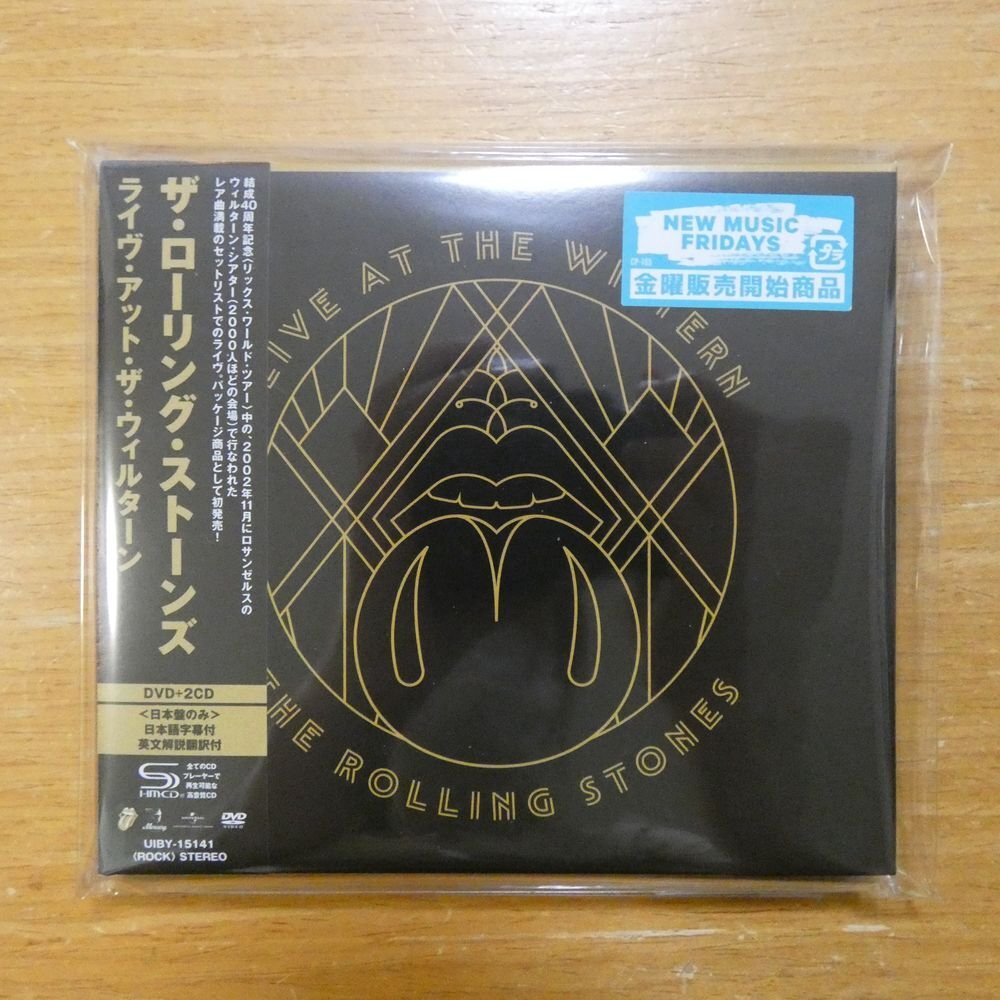 ザ・ローリング・ストーンズ
ライヴ・アット・ザ・ウィルターン
結成40周年記念〈リックス・ワールド・ツアー〉中の、2002年11月にロサンゼルスの
ウィルターン・シアター(2000人ほどの会場)で行なわれた
レア曲満載のセットリストでのライヴ。パッケージ商品として初発売!
DVD+2CD
<日本盤のみ>
日本語字幕付
英文解説翻訳付
SHM-CD
全てのCD
プレーヤーで
再生可能な
高音質CD
Mercury
UNIVERSAL
DVD
VIDEO
UIBY-15141
(ROCK) STEREO
NEW MUSIC
FRIDAYS
プラ
金曜販売開始商品
LIVE AT THE WI TERN
THE ROLLING STONES